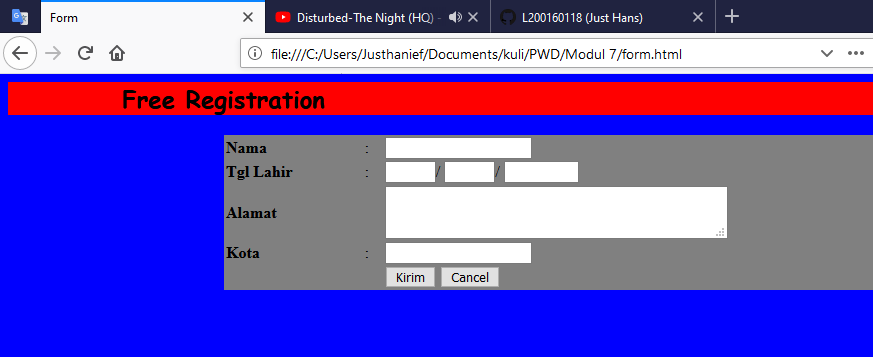 Form
Disturbed-The Night (HQ) -
L200160118 (Just Hans)
file:///C:/Users/Justhanief/Documents/kuli/PWD/Modul 7/form.html
Free Registration
Nama :
Tgl Lahir : / /
Alamat
Kota :
Kirim Cancel